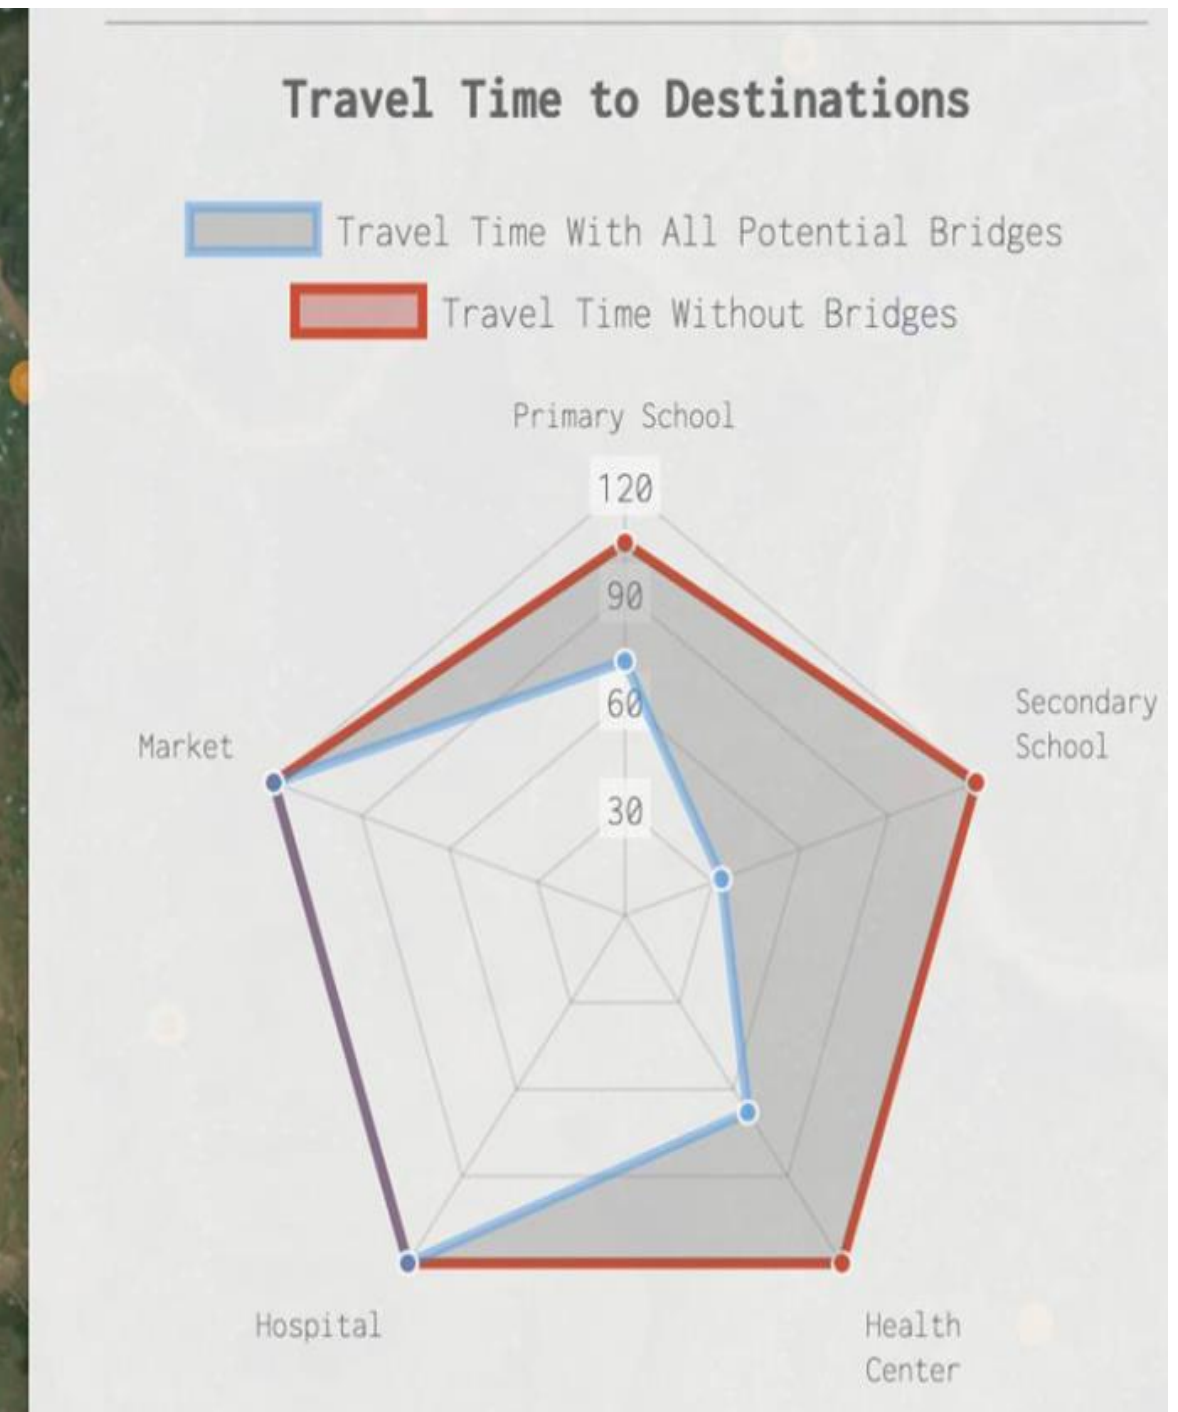 Travel Time to Destinations
Travel Time With All Potential Bridges
Travel Time Without Bridges
Primary School
120
90
60
30
Secondary
School
Market
Hospital
Health
Center